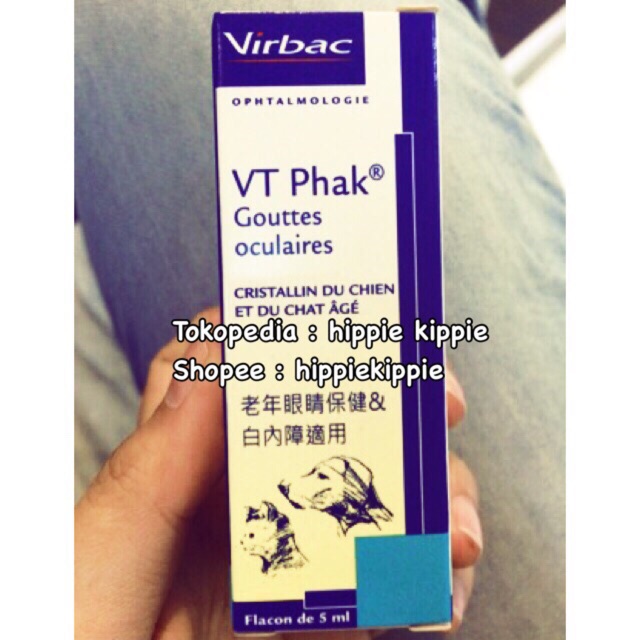 Virbac
OPHTALMOLOGIE
VT Phak®
Gouttes
oculaires
CRISTALLIN DU CHIEN
ET DU CHAT ÂGÉ
Tokopedia : hippie kippie
Shopee : hippiekippie
老年眼睛保健&
白內障適用
Flacon de 5 ml